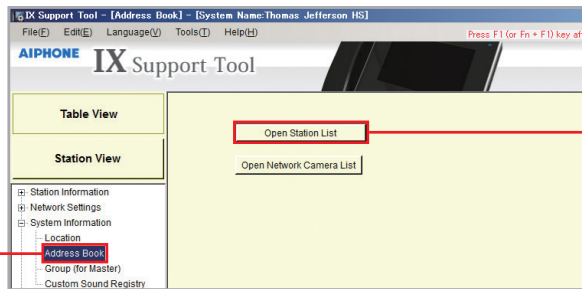 IX Support Tool - [Address Book] - [System Name:Thomas Jefferson HS]
File(F) Edit(E) Language(V) Tools(T) Help(H)
Press F1 (or Fn + F1) key
AIPHONE IX Support Tool
Table View
Station View
Open Station List
Open Network Camera List
Station Information
Network Settings
System Information
Location
Address Book
Group (for Master)
Custom Sound Registry